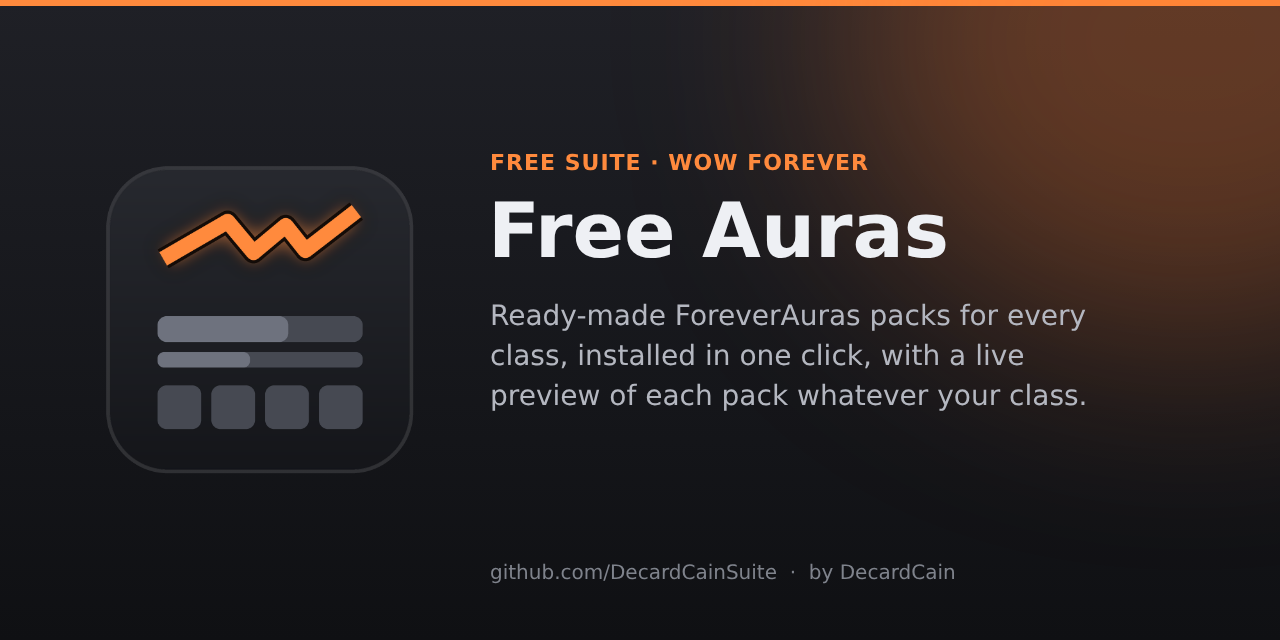 FREE SUITE · WOW FOREVER
Free Auras
Ready-made ForeverAuras packs for every
class, installed in one click, with a live
preview of each pack whatever your class.
github.com/DecardCainSuite · by DecardCain